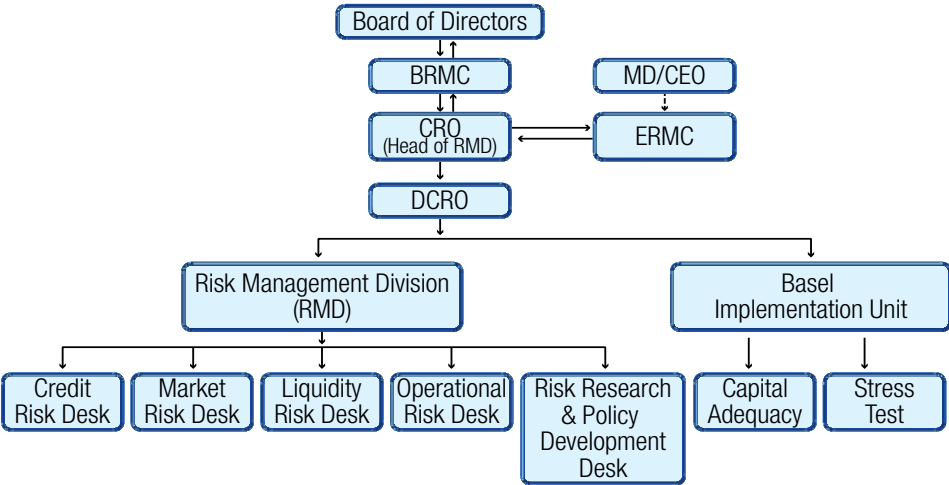 Board of Directors
BRMC
MD/CEO
CRO
(Head of RMD)
ERMC
DCRO
Risk Management Division
(RMD)
Basel
Implementation Unit
Credit
Risk Desk
Market
Risk Desk
Liquidity
Risk Desk
Operational
Risk Desk
Risk Research
& Policy
Development
Desk
Capital
Adequacy
Stress
Test